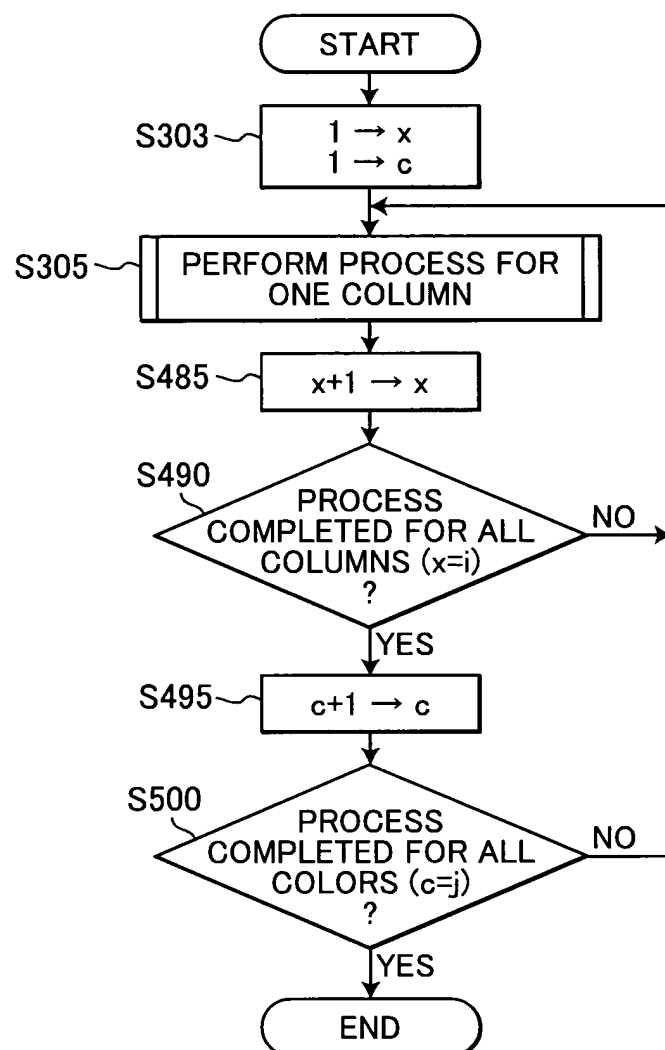 START
S303
1 → x
1 → c
S305
PERFORM PROCESS FOR
ONE COLUMN
S485
x+1 → x
S490
PROCESS
COMPLETED FOR ALL
COLUMNS (x=i)
?
NO
YES
S495
c+1 → c
S500
PROCESS
COMPLETED FOR ALL
COLORS (c=j)
?
NO
YES
END